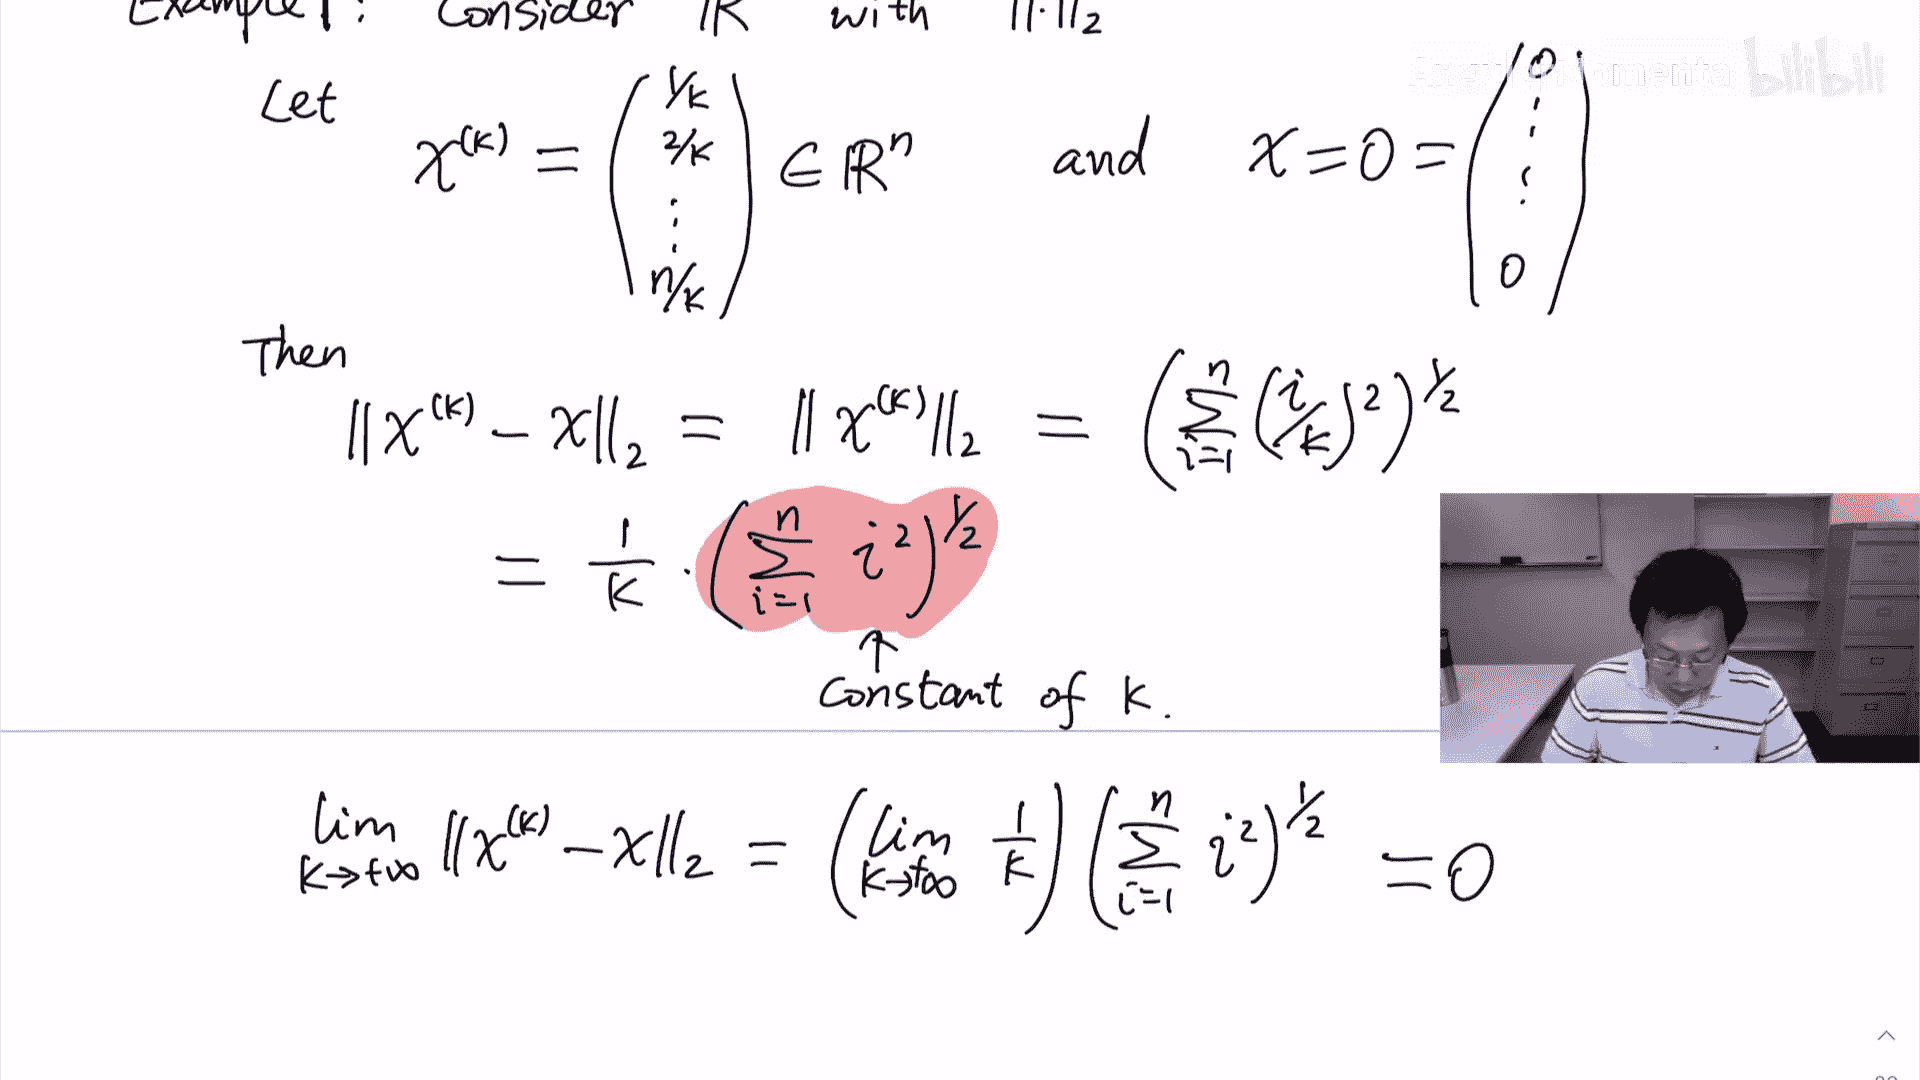 Example 1: Consider ℝ with ‖·‖₂
Let x^(k) = (1/k 2/k ⋮ n/k) ∈ ℝⁿ and x = 0 = (0 ⋮ 0)
Then
‖x^(k) − x‖₂ = ‖x^(k)‖₂ = (∑_{i=1}^{n} (i/k)²)^{1/2}
= 1/k · (∑_{i=1}^{n} i²)^{1/2}
↑
Constant of k.
lim_{k→+∞} ‖x^(k) − x‖₂ = (lim_{k→+∞} 1/k) (∑_{i=1}^{n} i²)^{1/2} = 0
bilibili